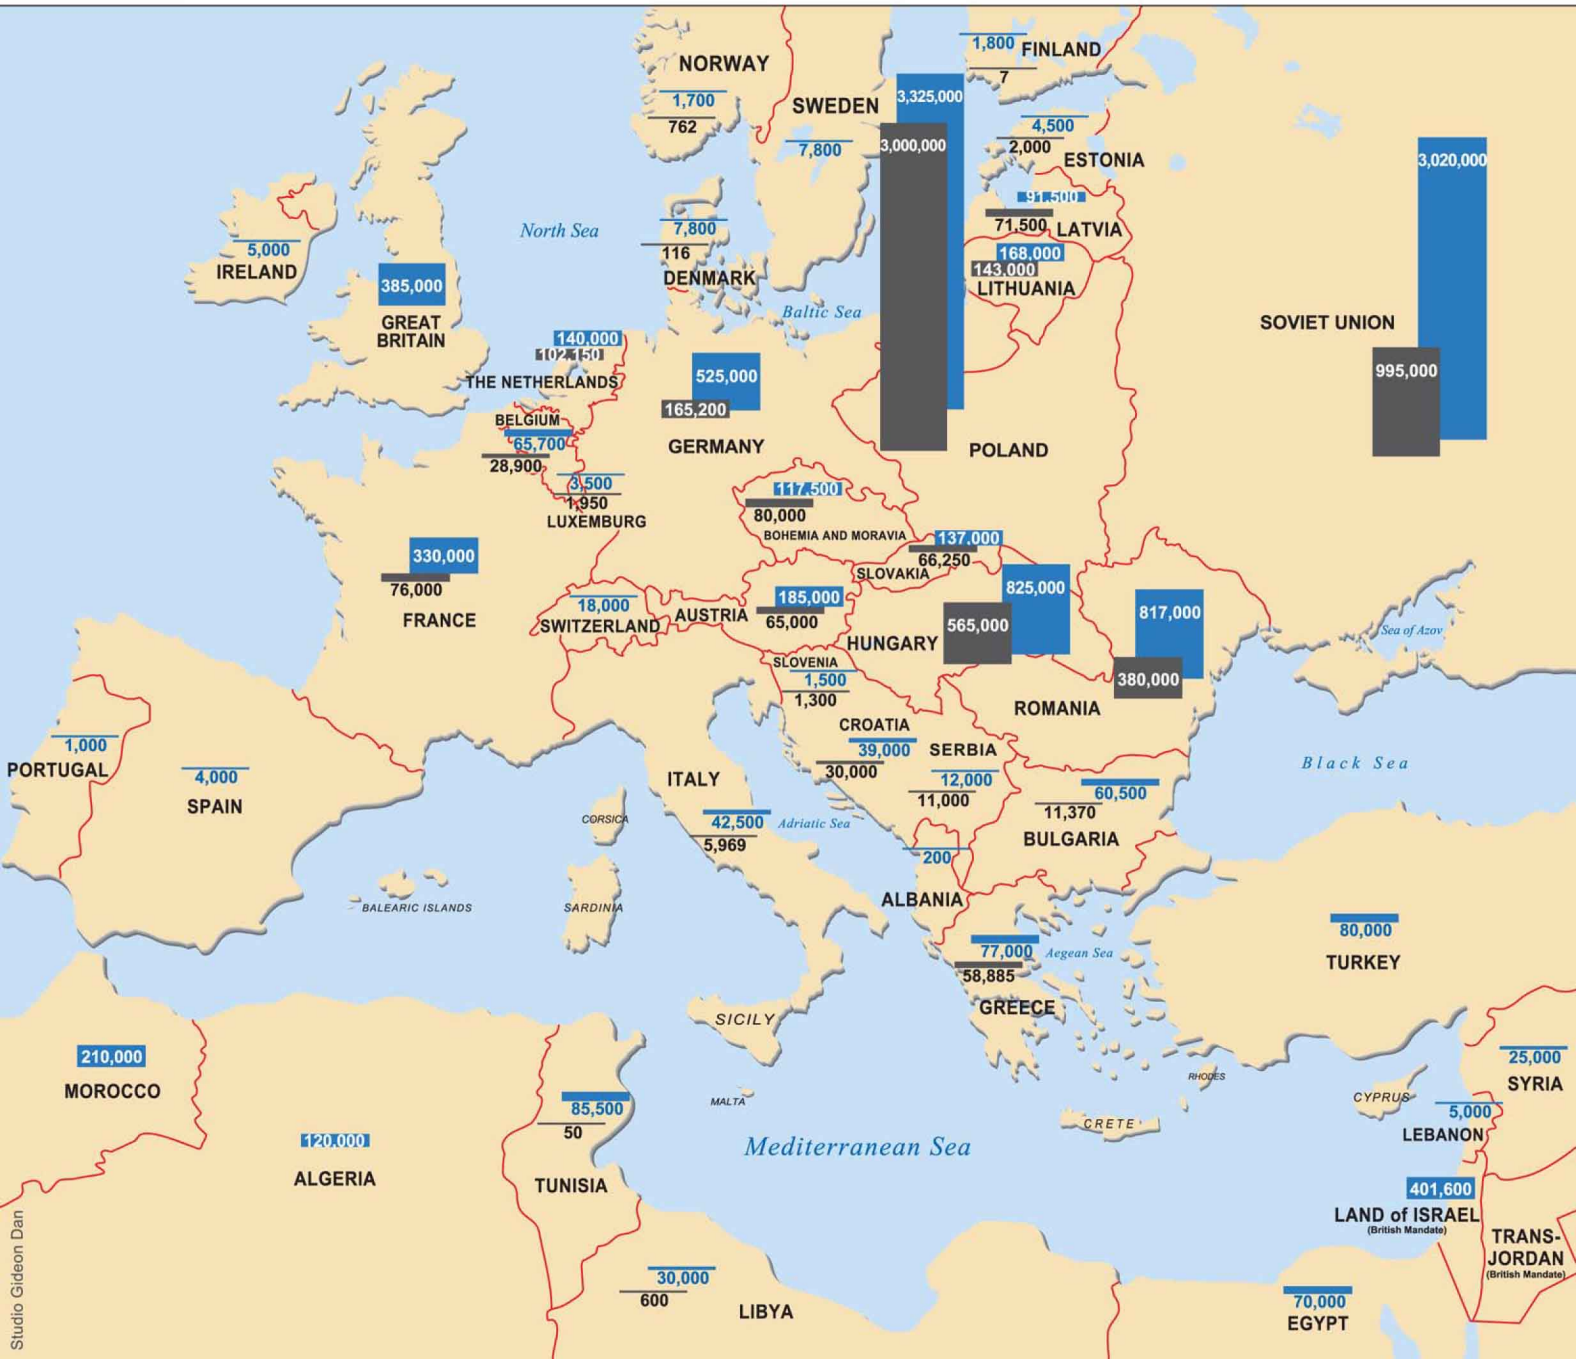 1,800
FINLAND
7
NORWAY
1,700
762
SWEDEN
7,800
3,325,000
3,000,000
4,500
2,000
ESTONIA
3,020,000
91,500
71,500
LATVIA
168,000
143,000
LITHUANIA
North Sea
7,800
116
DENMARK
5,000
IRELAND
385,000
GREAT
BRITAIN
Baltic Sea
SOVIET UNION
995,000
140,000
102,150
THE NETHERLANDS
525,000
165,200
GERMANY
BELGIUM
65,700
28,900
POLAND
3,500
1,950
LUXEMBURG
117,500
80,000
BOHEMIA AND MORAVIA
137,000
66,250
SLOVAKIA
330,000
76,000
FRANCE
18,000
SWITZERLAND
AUSTRIA
185,000
65,000
825,000
565,000
HUNGARY
817,000
380,000
ROMANIA
Sea of Azov
SLOVENIA
1,500
1,300
CROATIA
39,000
30,000
SERBIA
12,000
11,000
1,000
PORTUGAL
4,000
SPAIN
ITALY
42,500
5,969
CORSICA
Adriatic Sea
60,500
11,370
BULGARIA
Black Sea
200
ALBANIA
BALEARIC ISLANDS
SARDINIA
77,000
58,885
GREECE
Aegean Sea
80,000
TURKEY
SICILY
210,000
MOROCCO
85,500
50
TUNISIA
MALTA
RHODES
CRETE
CYPRUS
25,000
SYRIA
5,000
LEBANON
120,000
ALGERIA
Mediterranean Sea
401,600
LAND of ISRAEL
(British Mandate)
TRANS-
JORDAN
(British Mandate)
30,000
600
LIBYA
70,000
EGYPT
Studio Gideon Dan